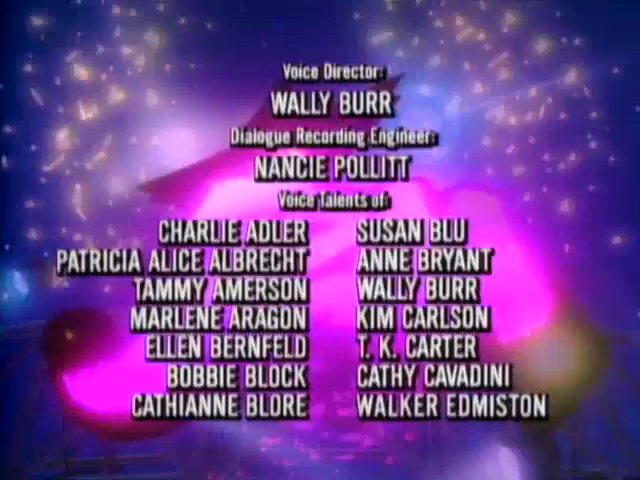 Voice Director:
WALLY BURR
Dialogue Recording Engineer:
NANCIE POLLITT
Voice Talents of:
CHARLIE ADLER SUSAN BLU
PATRICIA ALICE ALBRECHT ANNE BRYANT
TAMMY AMERSON WALLY BURR
MARLENE ARAGON KIM CARLSON
ELLEN BERNFELD T. K. CARTER
BOBBIE BLOCK CATHY CAVADINI
CATHIANNE BLORE WALKER EDMISTON